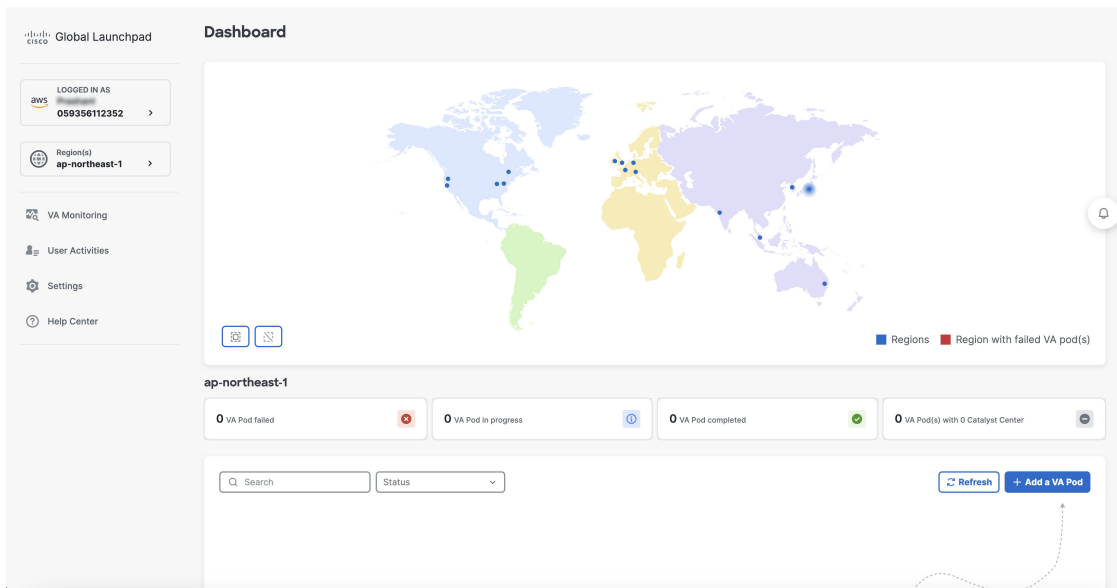 CISCO
Global Launchpad
aws
LOGGED IN AS
059356112352
Region(s)
ap-northeast-1
VA Monitoring
User Activities
Settings
Help Center
Dashboard
Regions
Region with failed VA pod(s)
ap-northeast-1
0 VA Pod failed
0 VA Pod in progress
0 VA Pod completed
0 VA Pod(s) with 0 Catalyst Center
Search
Status
Refresh
+ Add a VA Pod